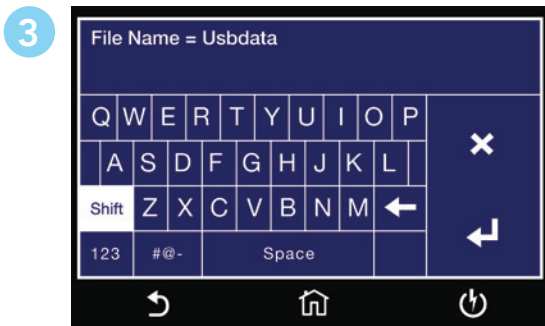 3
File Name = Usbdata
Q W E R T Y U I O P
A S D F G H J K L
Shift Z X C V B N M
123 #@- Space